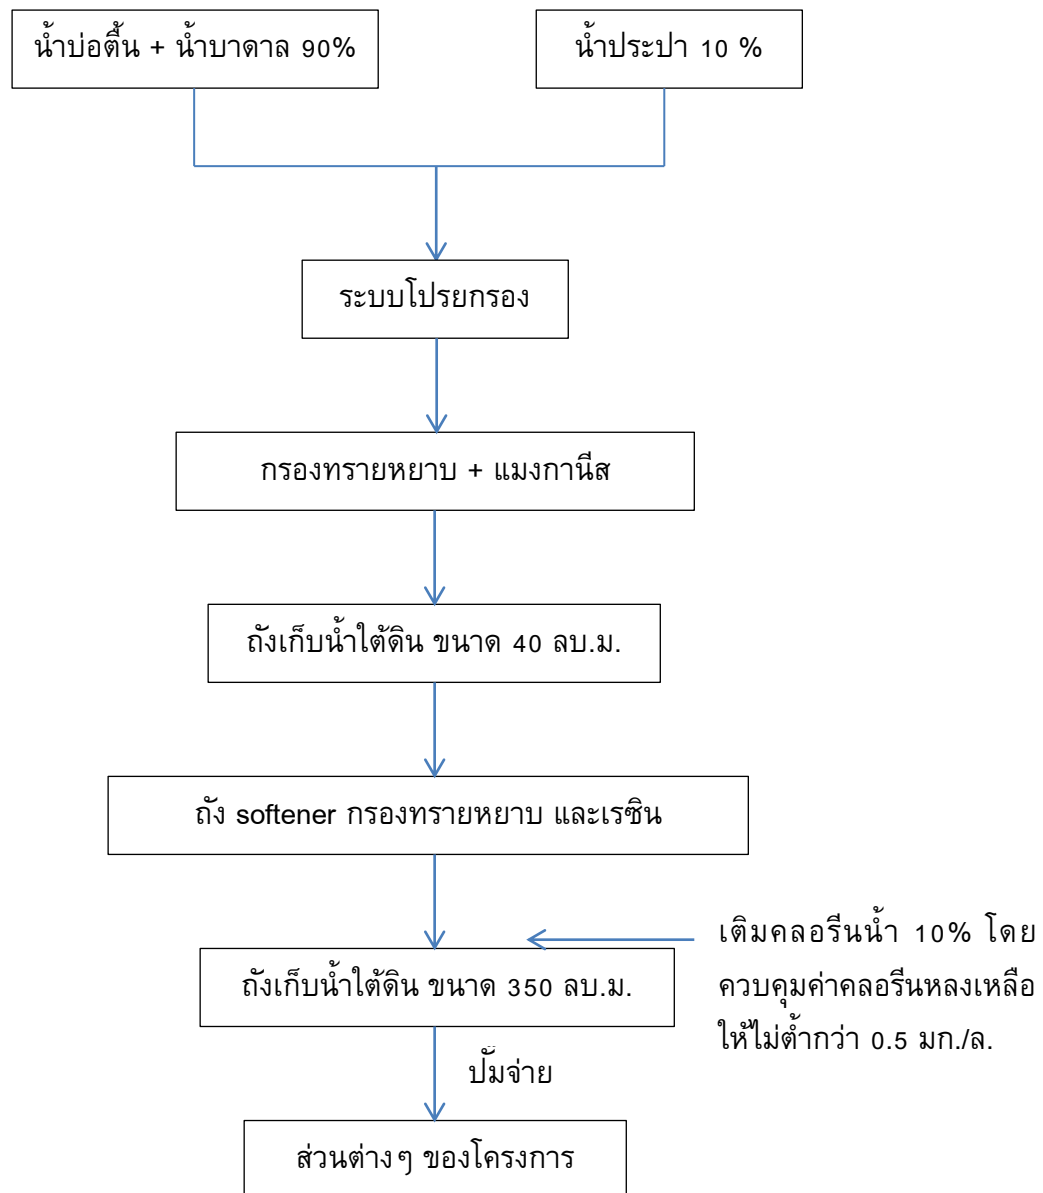 น้ำบ่อตื้น + น้ำบาดาล 90%
น้ำประปา 10 %
ระบบโปรยกรอง
กรองทรายหยาบ + แมงกานีส
ถังเก็บน้ำใต้ดิน ขนาด 40 ลบ.ม.
ถัง softener กรองทรายหยาบ และเรซิน
เติมคลอรีนน้ำ 10% โดย
ควบคุมค่าคลอรีนหลงเหลือ
ให้ไม่ต่ำกว่า 0.5 มก./ล.
ถังเก็บน้ำใต้ดิน ขนาด 350 ลบ.ม.
ปั๊มจ่าย
ส่วนต่างๆ ของโครงการ